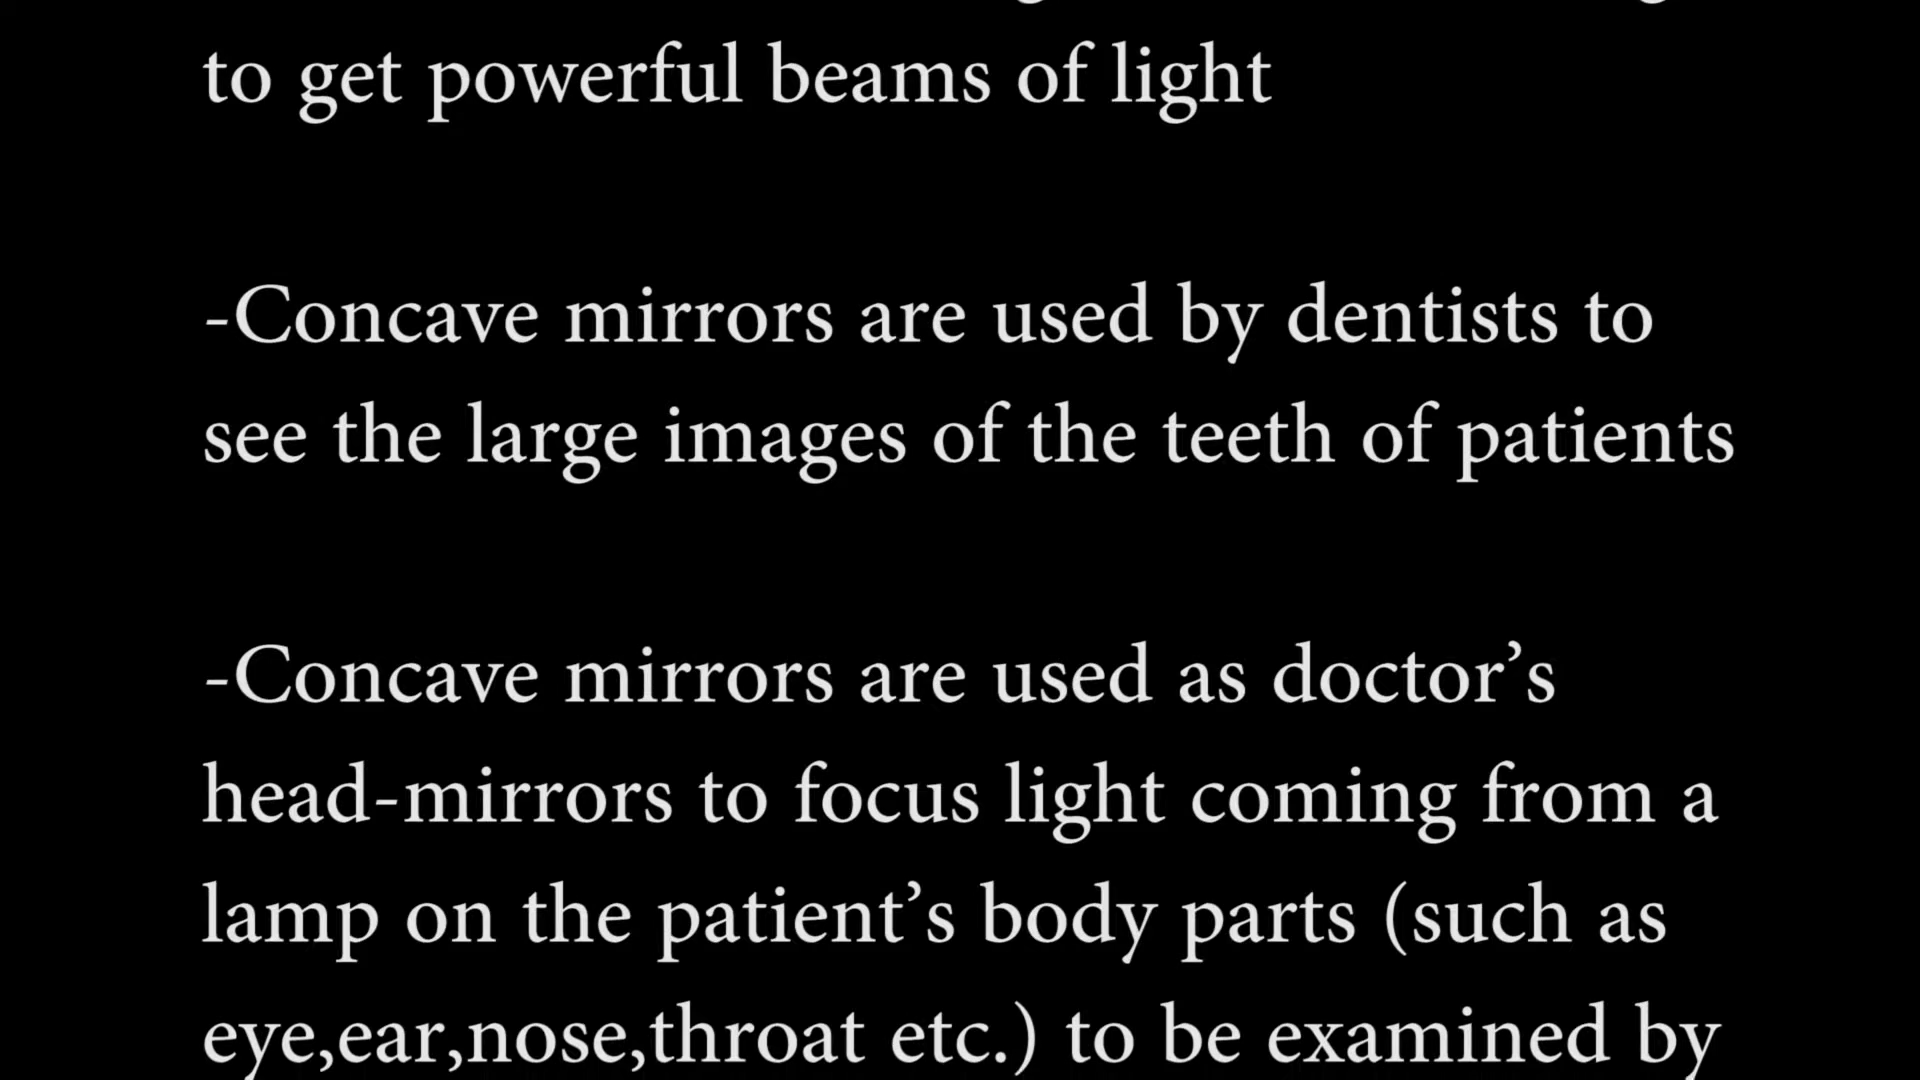 to get powerful beams of light
-Concave mirrors are used by dentists to
see the large images of the teeth of patients
-Concave mirrors are used as doctor’s
head-mirrors to focus light coming from a
lamp on the patient’s body parts (such as
eye,ear,nose,throat etc.) to be examined by